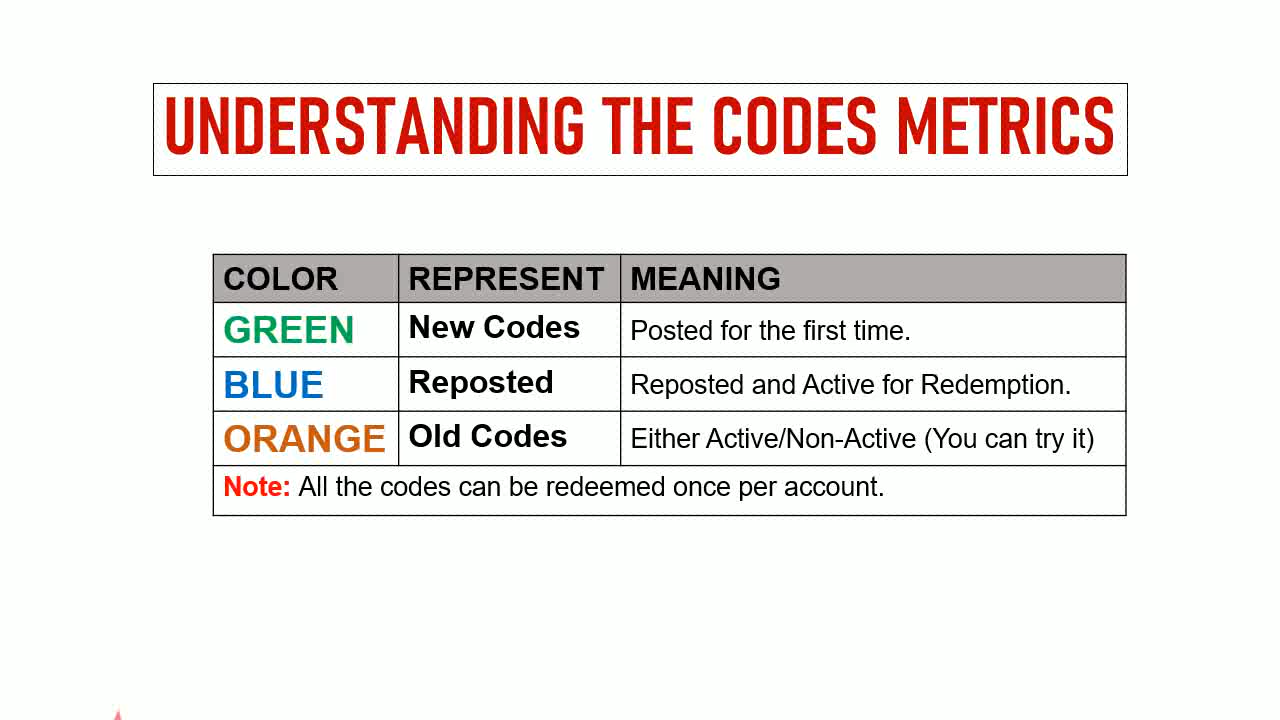 UNDERSTANDING THE CODES METRICS
COLOR REPRESENT MEANING
GREEN New Codes Posted for the first time.
BLUE Reposted Reposted and Active for Redemption.
ORANGE Old Codes Either Active/Non-Active (You can try it)
Note: All the codes can be redeemed once per account.